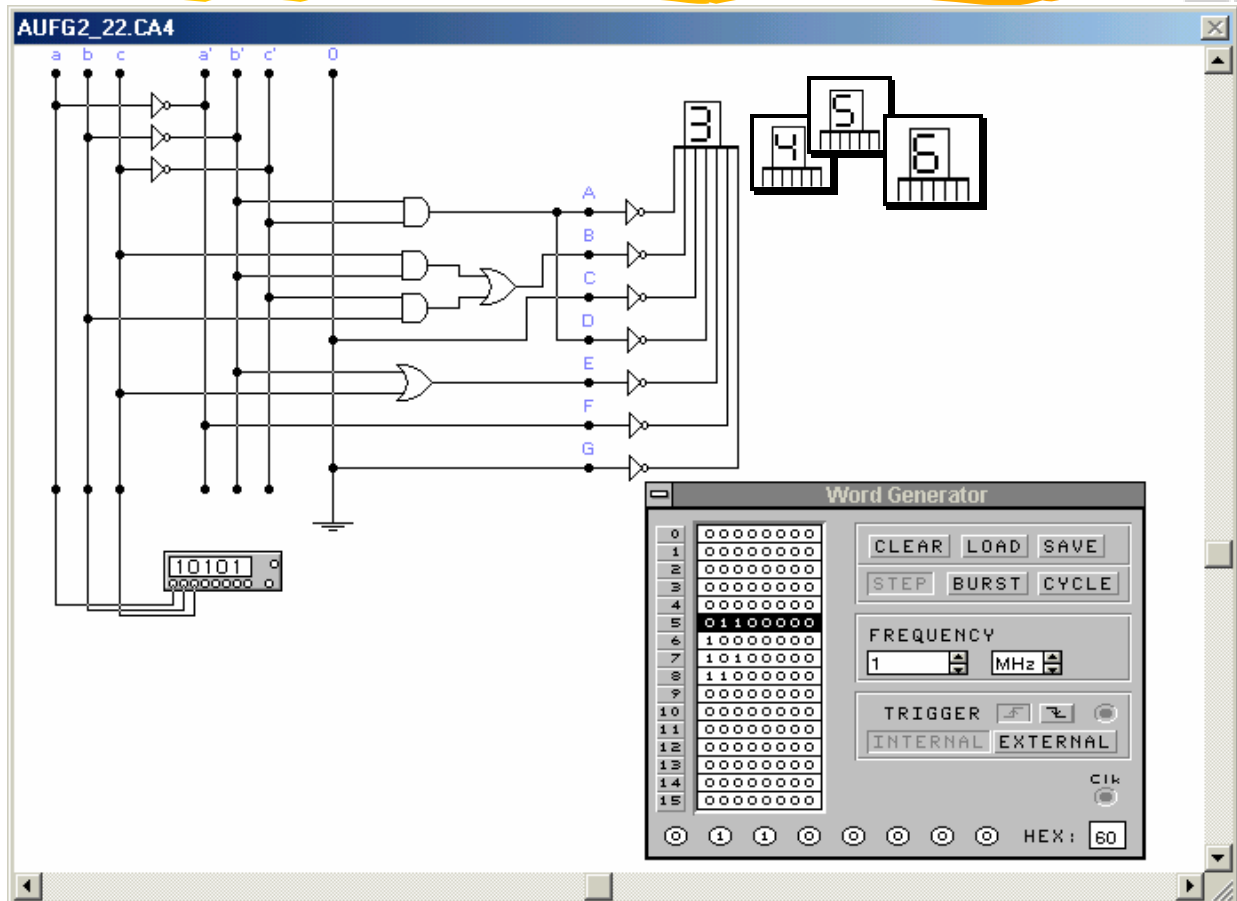 AUFG2_22.CA4
a b c a' b' c' 0
3
4
5
6
A
B
C
D
E
F
G
10101
Word Generator
0 00000000
1 00000000
2 00000000
3 00000000
4 00000000
5 01100000
6 10000000
7 10100000
8 11000000
9 00000000
10 00000000
11 00000000
12 00000000
13 00000000
14 00000000
15 00000000
CLEAR LOAD SAVE
STEP BURST CYCLE
FREQUENCY
1 MHz
TRIGGER
INTERNAL EXTERNAL
Clk
0 1 1 0 0 0 0 0 HEX: 60